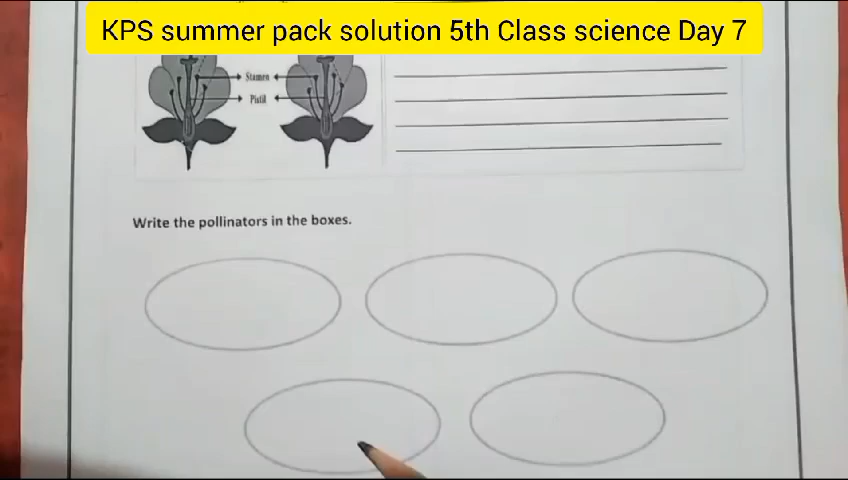 KPS summer pack solution 5th Class science Day 7
Stamen
Pistil
Write the pollinators in the boxes.